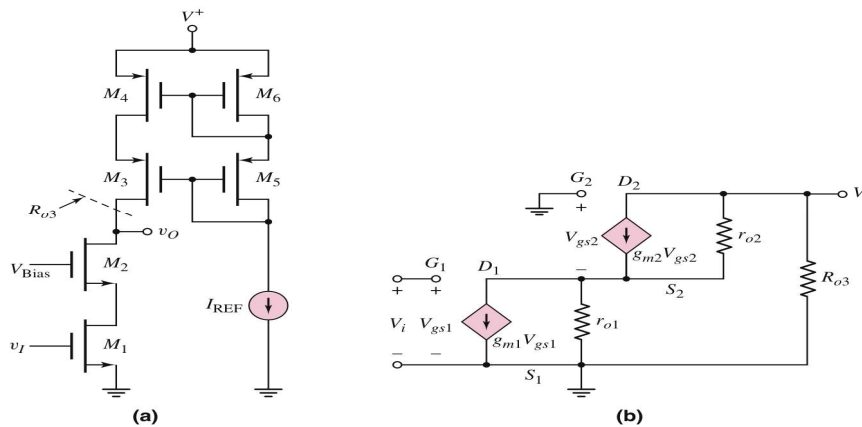 V+
M4
M6
M3
M5
Ro3
vO
VBias
M2
IREF
vI
M1
(a)
G2
D2
V
+
Vgs2
gm2Vgs2
ro2
Ro3
G1
D1
−
S2
+
+
Vi
Vgs1
gm1Vgs1
ro1
−
−
S1
(b)